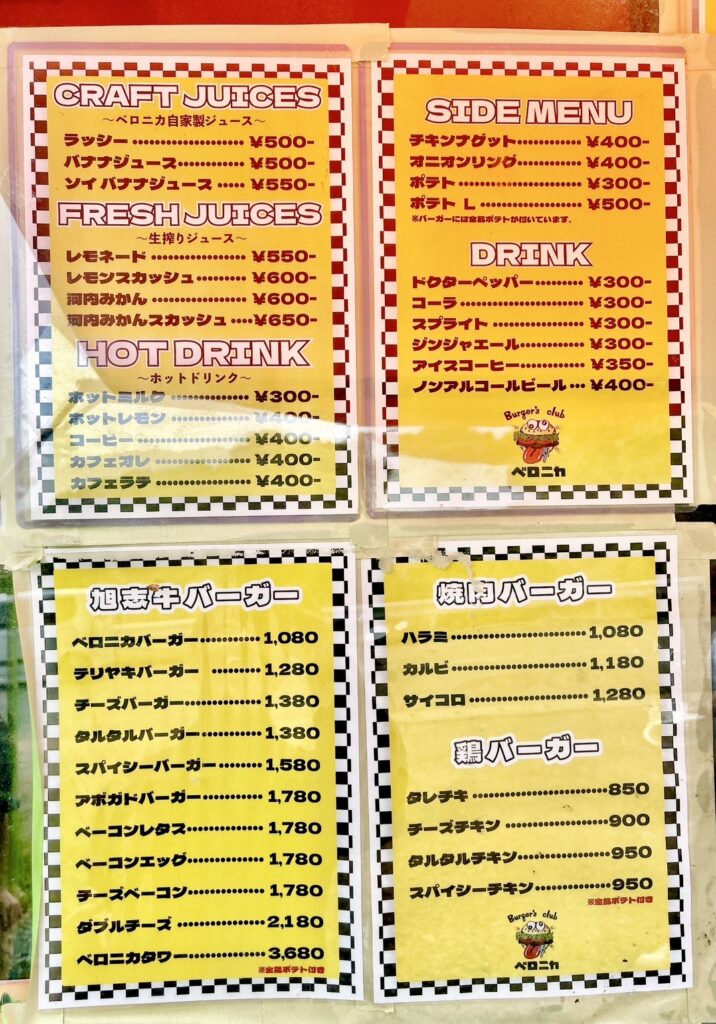 CRAFT JUICES
～ベロニカ自家製ジュース～
ラッシー ¥500-
バナナジュース ¥500-
ソイ バナナジュース ¥550-
FRESH JUICES
～生搾りジュース～
レモネード ¥550-
レモンスカッシュ ¥600-
河内みかん ¥600-
河内みかんスカッシュ ¥650-
HOT DRINK
～ホットドリンク～
ホットミルク ¥300-
ホットレモン ¥400-
コーヒー ¥400-
カフェオレ ¥400-
カフェラテ ¥400-
SIDE MENU
チキンナゲット ¥400-
オニオンリング ¥400-
ポテト ¥300-
ポテト L ¥500-
※バーガーには全品ポテトが付いています。
DRINK
ドクターペッパー ¥300-
コーラ ¥300-
スプライト ¥300-
ジンジャエール ¥300-
アイスコーヒー ¥350-
ノンアルコールビール ¥400-
Burger's club
ベロニカ
旭志牛バーガー
ベロニカバーガー 1,080
テリヤキバーガー 1,280
チーズバーガー 1,380
タルタルバーガー 1,380
スパイシーバーガー 1,580
アボガドバーガー 1,780
ベーコンレタス 1,780
ベーコンエッグ 1,780
チーズベーコン 1,780
ダブルチーズ 2,180
ベロニカタワー 3,680
※全品ポテト付き
焼肉バーガー
ハラミ 1,080
カルビ 1,180
サイコロ 1,280
鶏バーガー
タレチキ 850
チーズチキン 900
タルタルチキン 950
スパイシーチキン 950
※全品ポテト付き
Burger's club
ベロニカ